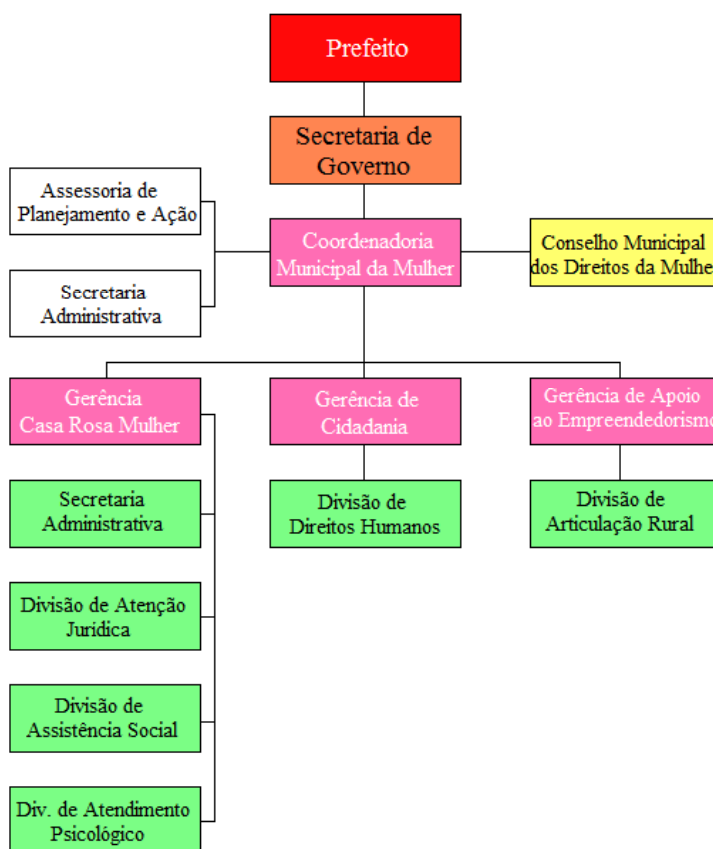 Prefeito
Secretaria de
Governo
Assessoria de
Planejamento e Ação
Coordenadoria
Municipal da Mulher
Conselho Municipal
dos Direitos da Mulhe
Secretaria
Administrativa
Gerência
Casa Rosa Mulher
Gerência de
Cidadania
Gerência de Apoio
ao Empreendedorismo
Secretaria
Administrativa
Divisão de
Direitos Humanos
Divisão de
Articulação Rural
Divisão de Atenção
Jurídica
Divisão de
Assistência Social
Div. de Atendimento
Psicológico